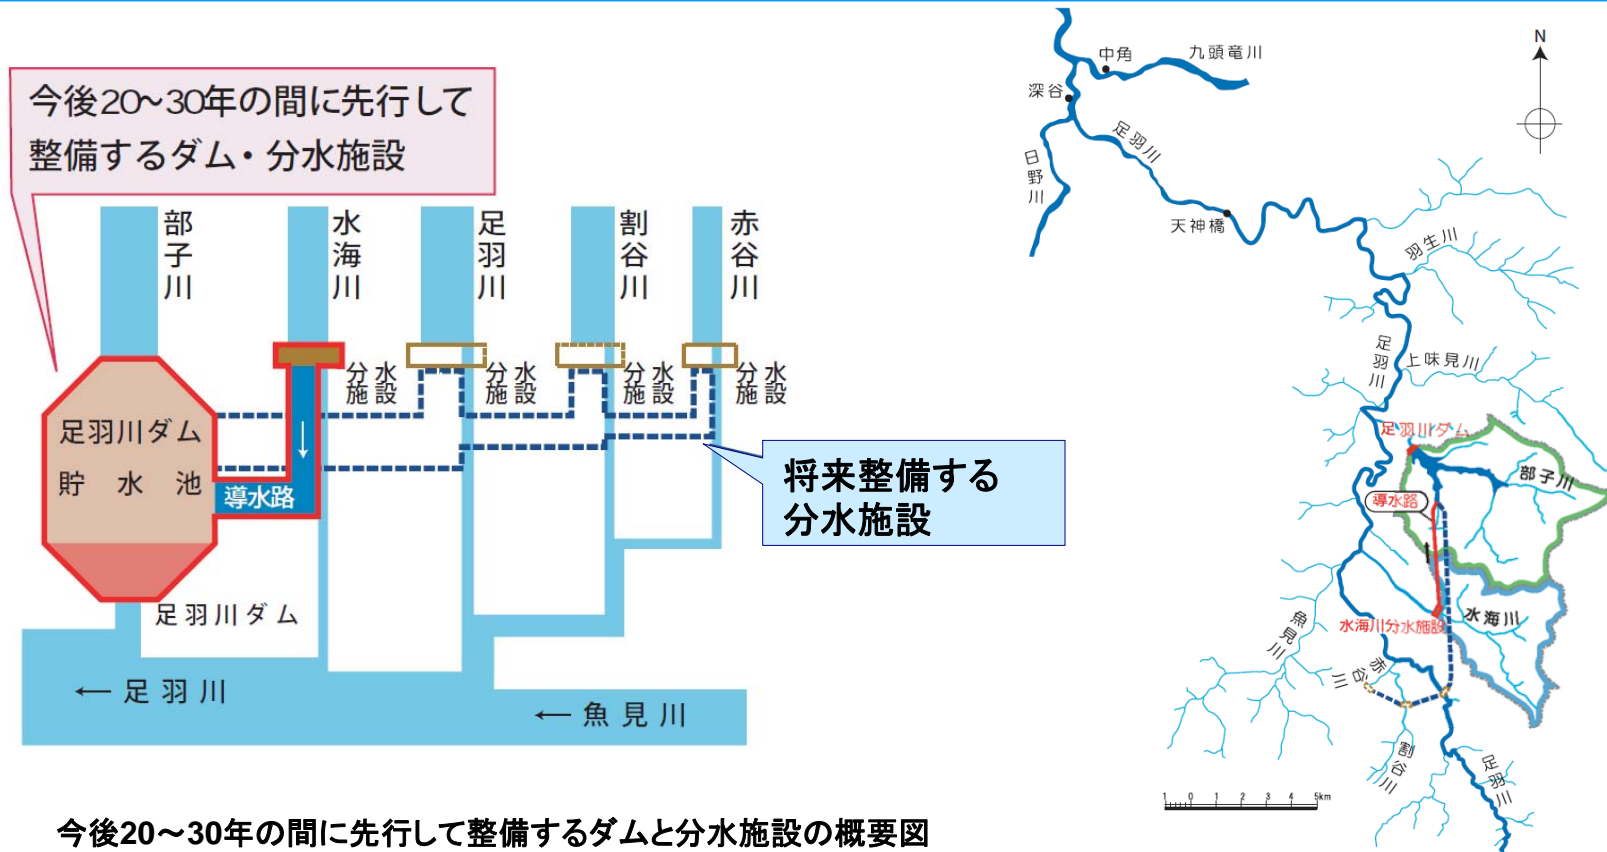 今後20～30年の間に先行して
整備するダム・分水施設
部子川
水海川
足羽川
割谷川
赤谷川
分水施設
分水施設
分水施設
分水施設
足羽川ダム
貯水池
導水路
↓
将来整備する
分水施設
足羽川ダム
←足羽川
←魚見川
今後20～30年の間に先行して整備するダムと分水施設の概要図
N
中角
九頭竜川
深谷
足羽川
日野川
天神橋
羽生川
足羽川
上味見川
足羽川ダム
部子川
導水路
水海川
水海川分水施設
魚見川
赤谷川
割谷川
足羽川
1 0 1 2 3 4 5km